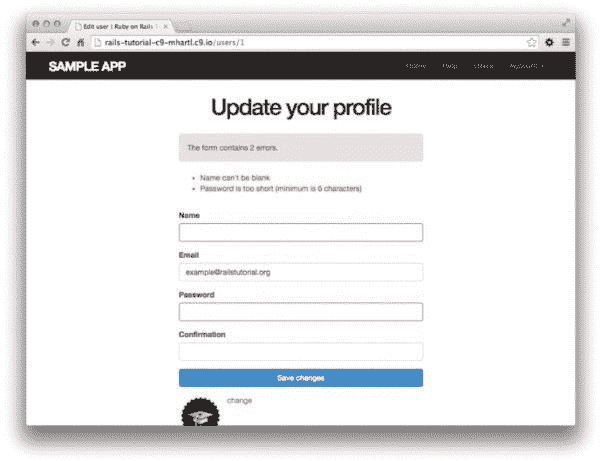 Edit user | Ruby on Rails
rails-tutorial-c9-mhartl.c9.io/users/1
SAMPLE APP
Update your profile
The form contains 2 errors.
Name can't be blank
Password is too short (minimum is 6 characters)
Name
Email
example@railstutorial.org
Password
Confirmation
Save changes
change